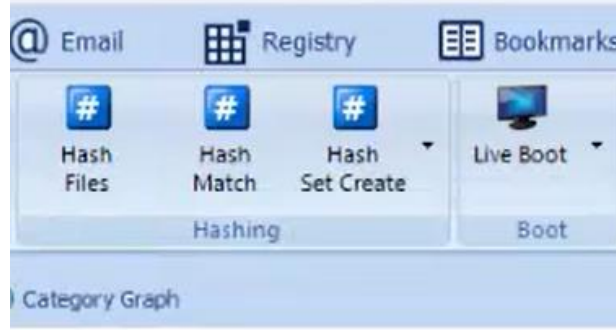 @ Email Registry Bookmarks
# # #
Hash Hash Hash Live Boot
Files Match Set Create
Hashing Boot
Category Graph